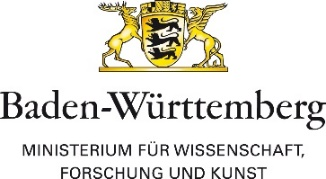 Baden-Württemberg
MINISTERIUM FÜR WISSENSCHAFT,
FORSCHUNG UND KUNST